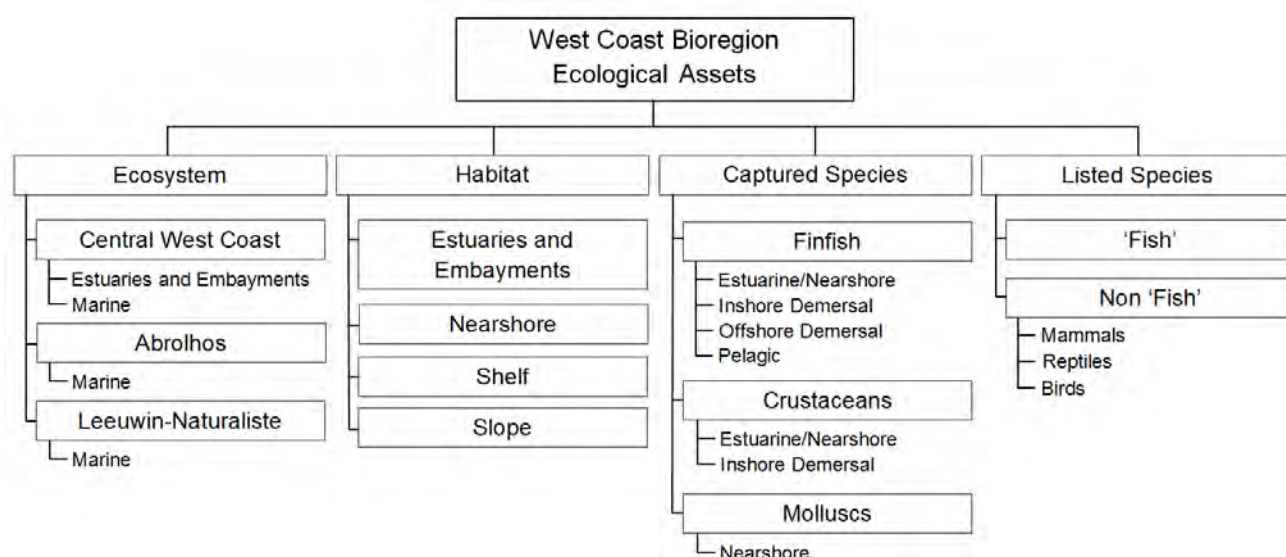 West Coast Bioregion
Ecological Assets
Ecosystem
Central West Coast
Estuaries and Embayments
Marine
Abrolhos
Marine
Leeuwin-Naturaliste
Marine
Habitat
Estuaries and
Embayments
Nearshore
Shelf
Slope
Captured Species
Finfish
Estuarine/Nearshore
Inshore Demersal
Offshore Demersal
Pelagic
Crustaceans
Estuarine/Nearshore
Inshore Demersal
Molluscs
Nearshore
Listed Species
‘Fish’
Non ‘Fish’
Mammals
Reptiles
Birds